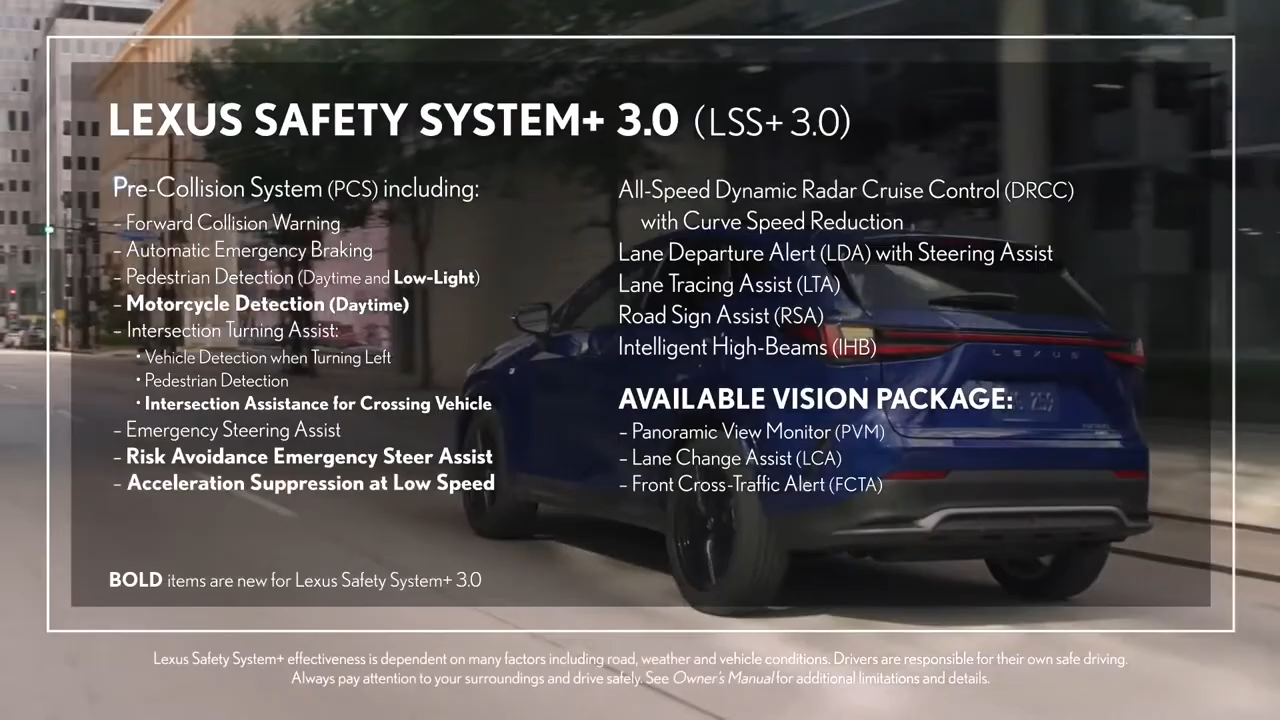 LEXUS SAFETY SYSTEM+ 3.0 (LSS+ 3.0)
Pre-Collision System (PCS) including:
– Forward Collision Warning
– Automatic Emergency Braking
– Pedestrian Detection (Daytime and Low-Light)
– Motorcycle Detection (Daytime)
– Intersection Turning Assist:
• Vehicle Detection when Turning Left
• Pedestrian Detection
• Intersection Assistance for Crossing Vehicle
– Emergency Steering Assist
– Risk Avoidance Emergency Steer Assist
– Acceleration Suppression at Low Speed
All-Speed Dynamic Radar Cruise Control (DRCC)
with Curve Speed Reduction
Lane Departure Alert (LDA) with Steering Assist
Lane Tracing Assist (LTA)
Road Sign Assist (RSA)
Intelligent High-Beams (IHB)
AVAILABLE VISION PACKAGE:
– Panoramic View Monitor (PVM)
– Lane Change Assist (LCA)
– Front Cross-Traffic Alert (FCTA)
LEXUS
BOLD items are new for Lexus Safety System+ 3.0
Lexus Safety System+ effectiveness is dependent on many factors including road, weather and vehicle conditions. Drivers are responsible for their own safe driving.
Always pay attention to your surroundings and drive safely. See Owner's Manual for additional limitations and details.